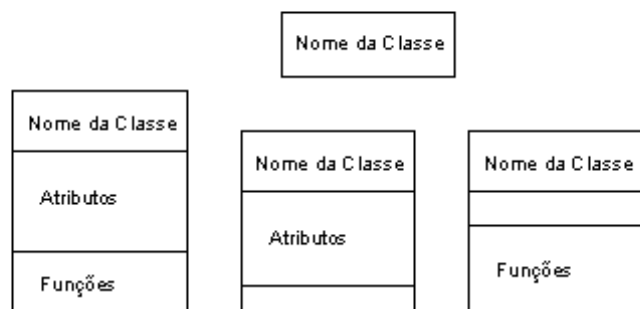 Nome da Classe
Nome da Classe
Atributos
Funções
Nome da Classe
Atributos
Nome da Classe
Funções